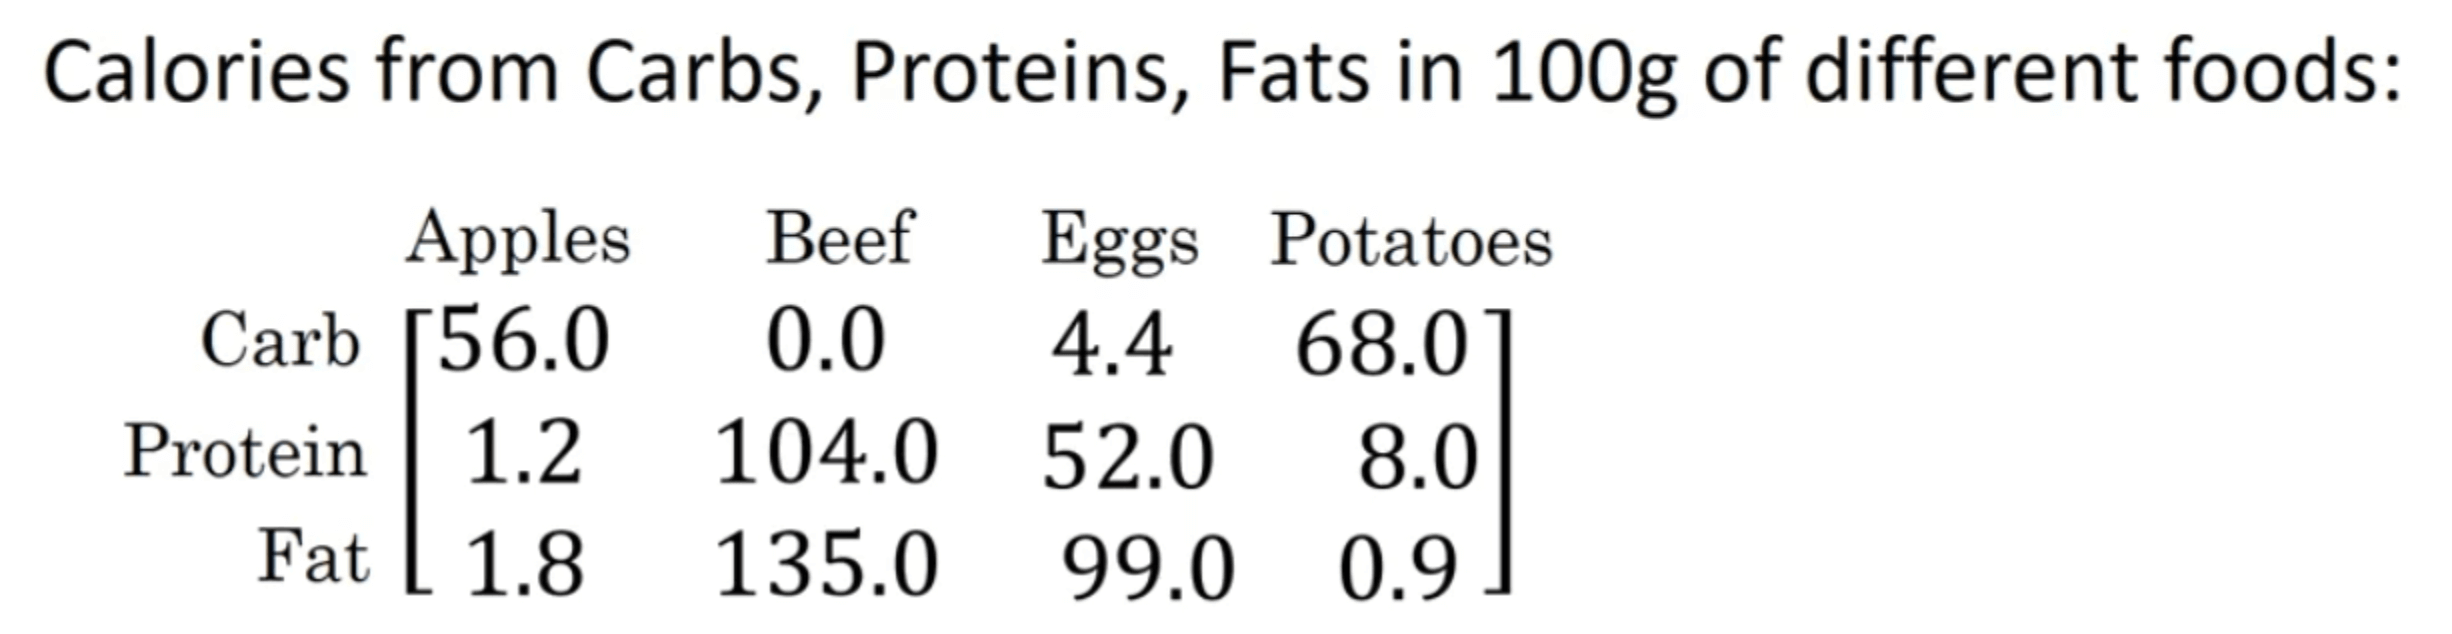 Calories from Carbs, Proteins, Fats in 100g of different foods:
Apples Beef Eggs Potatoes
Carb 56.0 0.0 4.4 68.0
Protein 1.2 104.0 52.0 8.0
Fat 1.8 135.0 99.0 0.9